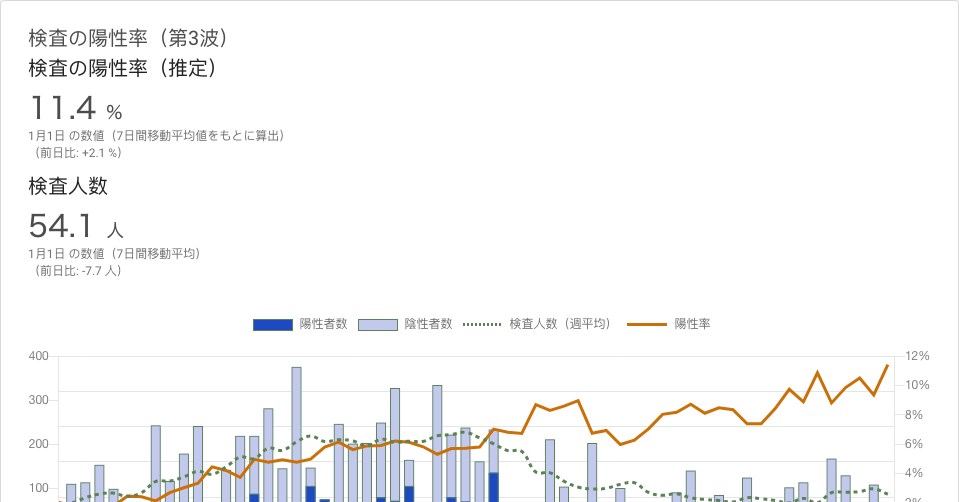 検査の陽性率（第3波）
検査の陽性率（推定）
11.4 %
1月1日 の数値（7日間移動平均値をもとに算出）
（前日比: +2.1 %）
検査人数
54.1 人
1月1日 の数値（7日間移動平均）
（前日比: -7.7 人）
陽性者数 陰性者数 検査人数（週平均） 陽性率
400 12%
10%
300
8%
200 6%
4%
100